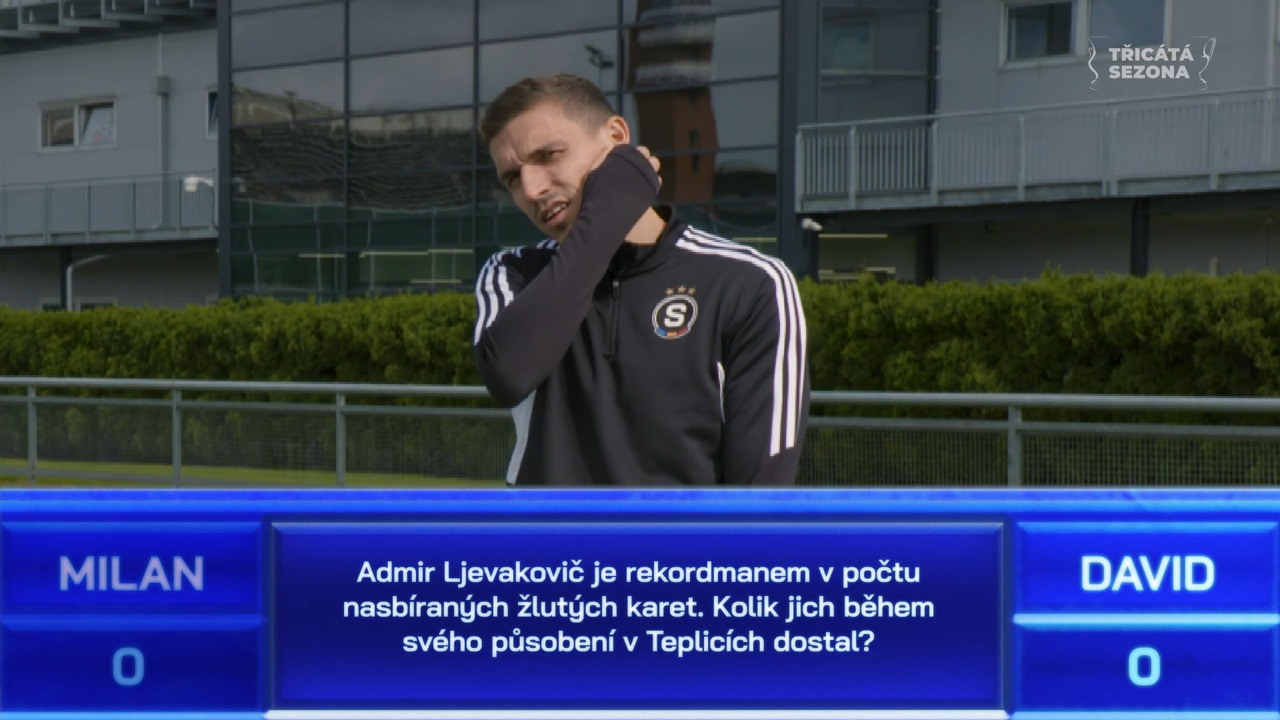 TŘICÁTÁ
SEZONA
S
MILAN
0
Admir Ljevakovič je rekordmanem v počtu
nasbíraných žlutých karet. Kolik jich během
svého působení v Teplicích dostal?
DAVID
0